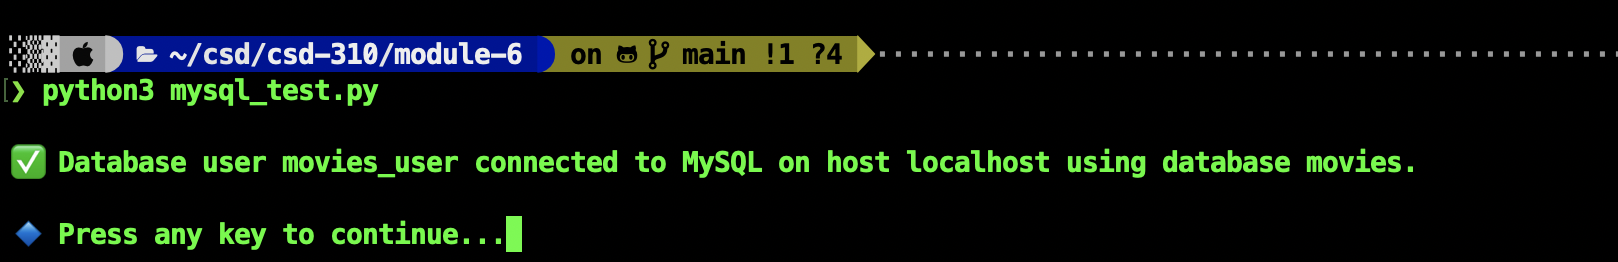 ~/csd/csd-310/module-6 on main !1 ?4
❯ python3 mysql_test.py
✅ Database user movies_user connected to MySQL on host localhost using database movies.
🔹 Press any key to continue...